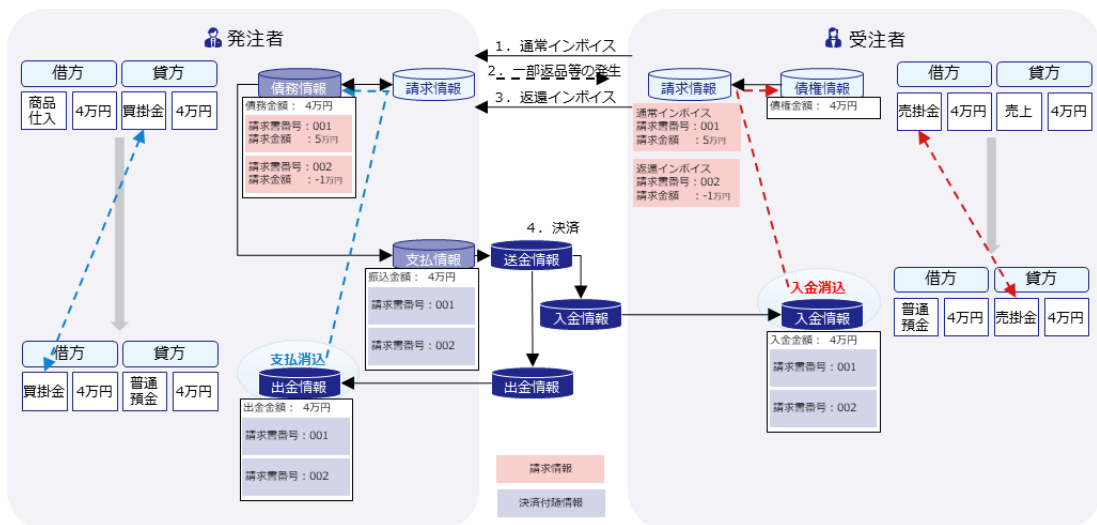 発注者
借方
貸方
商品
仕入
4万円
買掛金
4万円
借方
貸方
買掛金
4万円
普通
預金
4万円
債務情報
債務金額： 4万円
請求書番号：001
請求金額　：5万円
請求書番号：002
請求金額　：-1万円
請求情報
支払情報
振込金額： 4万円
請求書番号：001
請求書番号：002
支払消込
出金情報
出金金額： 4万円
請求書番号：001
請求書番号：002
1．通常インボイス
2．一部返品等の発生
3．返還インボイス
4．決済
送金情報
入金情報
出金情報
請求情報
決済付随情報
受注者
請求情報
通常インボイス
請求書番号：001
請求金額　：5万円
返還インボイス
請求書番号：002
請求金額　：-1万円
債権情報
債権金額： 4万円
入金消込
入金情報
入金金額： 4万円
請求書番号：001
請求書番号：002
借方
貸方
売掛金
4万円
売上
4万円
借方
貸方
普通
預金
4万円
売掛金
4万円